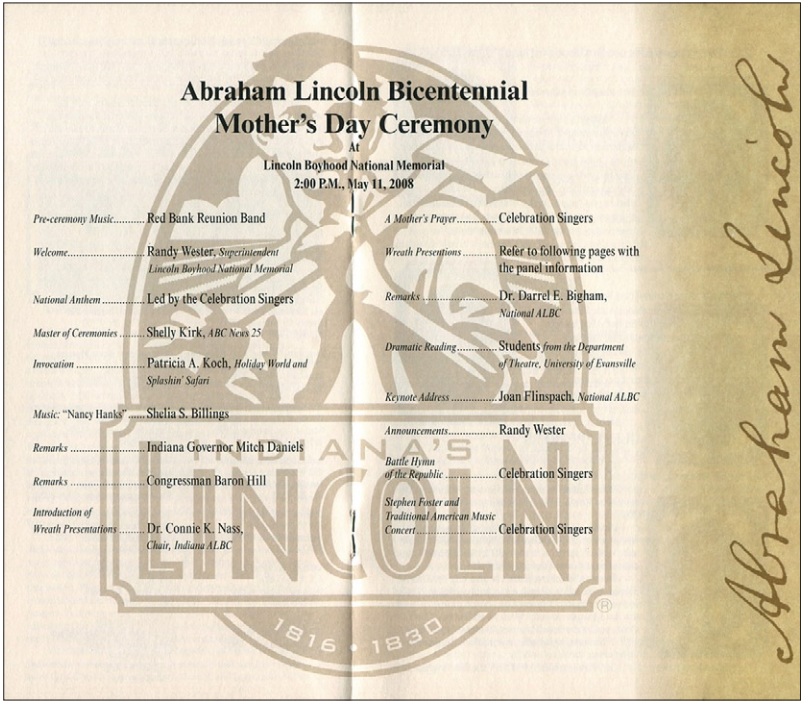 Abraham Lincoln Bicentennial
Mother's Day Ceremony
At
Lincoln Boyhood National Memorial
2:00 P.M., May 11, 2008
Pre-ceremony Music......... Red Bank Reunion Band
Welcome......................... Randy Wester, Superintendent
Lincoln Boyhood National Memorial
National Anthem .............. Led by the Celebration Singers
Master of Ceremonies ....... Shelly Kirk, ABC News 25
Invocation ....................... Patricia A. Koch, Holiday World and
Splashin' Safari
Music: "Nancy Hanks" ...... Shelia S. Billings
Remarks ......................... Indiana Governor Mitch Daniels
Remarks ......................... Congressman Baron Hill
Introduction of
Wreath Presentations ........ Dr. Connie K. Nass,
Chair, Indiana ALBC
A Mother's Prayer............. Celebration Singers
Wreath Presentions ........... Refer to following pages with
the panel information
Remarks ......................... Dr. Darrel E. Bigham,
National ALBC
Dramatic Reading............. Students from the Department
of Theatre, University of Evansville
Keynote Address ............... Joan Flinspach, National ALBC
Announcements................ Randy Wester
Battle Hymn
of the Republic ................. Celebration Singers
Stephen Foster and
Traditional American Music
Concert.......................... Celebration Singers
INDIANA'S
LINCOLN
®
1816 • 1830
Abraham Lincoln